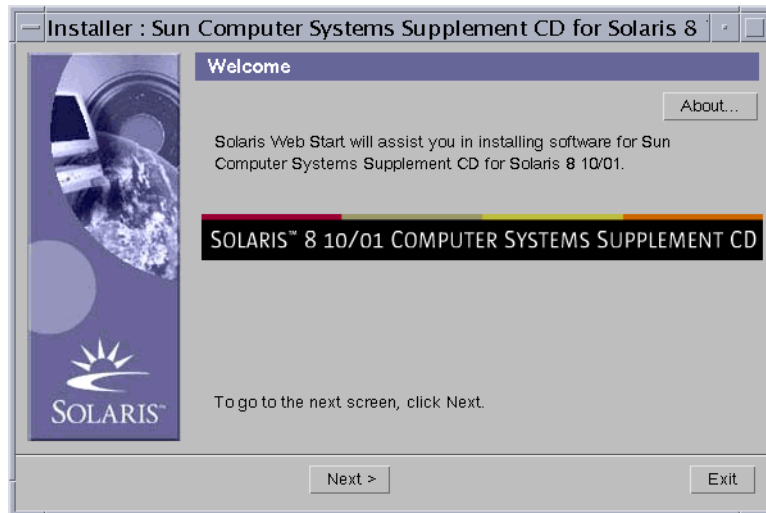 Installer : Sun Computer Systems Supplement CD for Solaris 8
Welcome
About...
Solaris Web Start will assist you in installing software for Sun
Computer Systems Supplement CD for Solaris 8 10/01.
SOLARIS™ 8 10/01 COMPUTER SYSTEMS SUPPLEMENT CD
To go to the next screen, click Next.
SOLARIS™
Next >
Exit